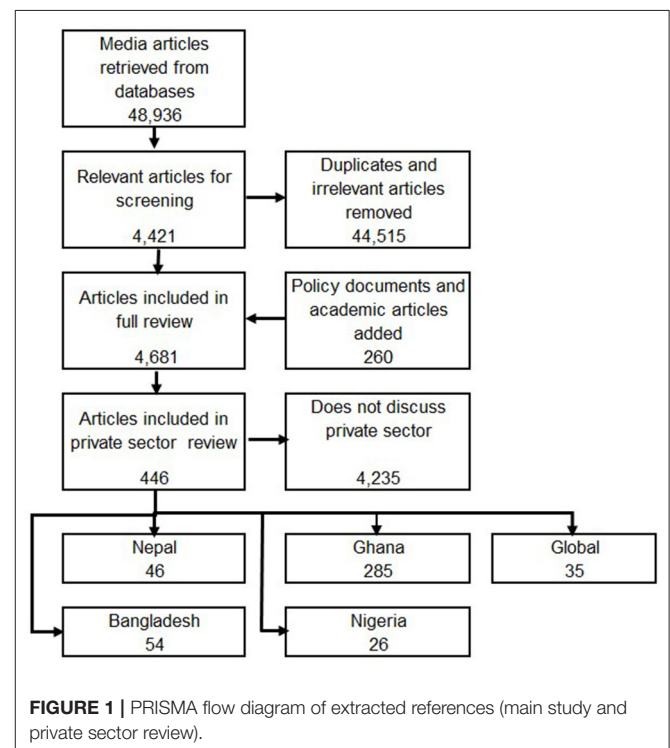 Media articles
retrieved from
databases
48,936
Relevant articles for
screening
4,421
Duplicates and
irrelevant articles
removed
44,515
Articles included in
full review
4,681
Policy documents and
academic articles
added
260
Articles included in
private sector review
446
Does not discuss
private sector
4,235
Nepal
46
Ghana
285
Global
35
Bangladesh
54
Nigeria
26
FIGURE 1 | PRISMA flow diagram of extracted references (main study and
private sector review).